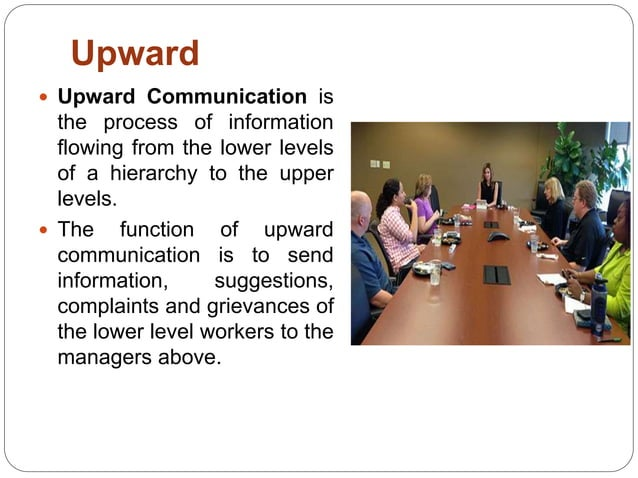 Upward
• Upward Communication is
the process of information
flowing from the lower levels
of a hierarchy to the upper
levels.
• The function of upward
communication is to send
information, suggestions,
complaints and grievances of
the lower level workers to the
managers above.